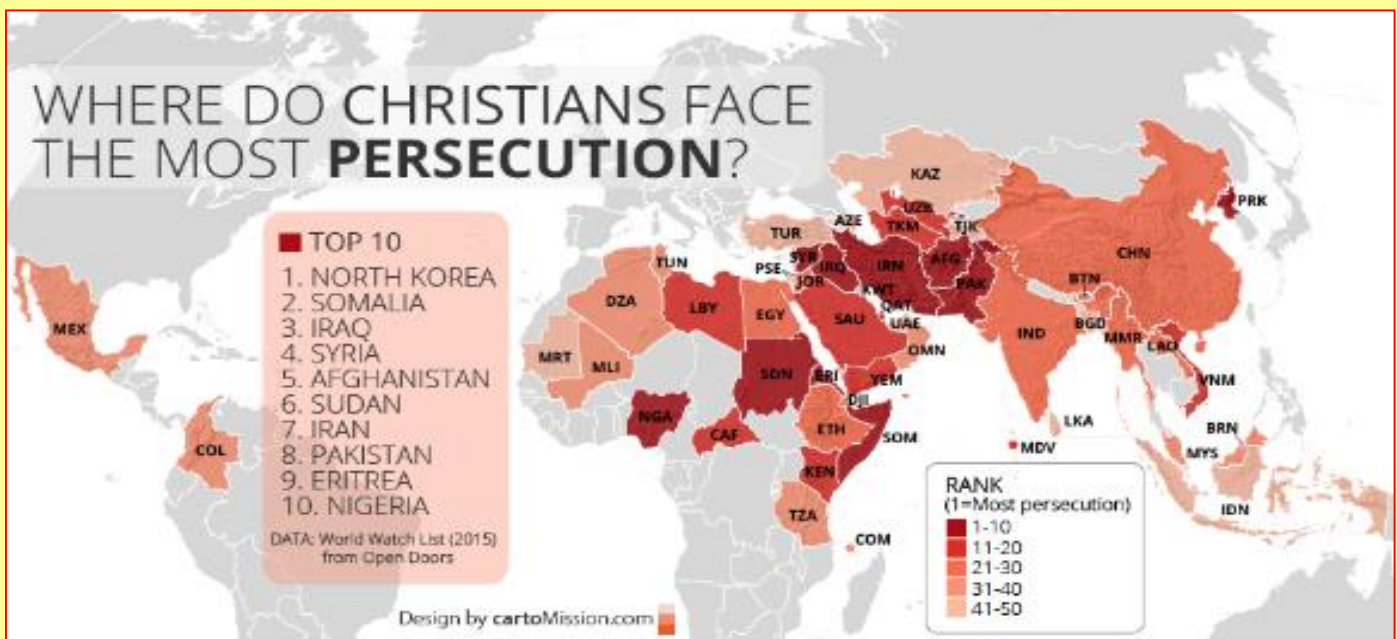 WHERE DO CHRISTIANS FACE
THE MOST PERSECUTION?
TOP 10
1. NORTH KOREA
2. SOMALIA
3. IRAQ
4. SYRIA
5. AFGHANISTAN
6. SUDAN
7. IRAN
8. PAKISTAN
9. ERITREA
10. NIGERIA
DATA: World Watch List (2015)
from Open Doors
Design by cartoMission.com
MEX
COL
TUN
DZA
LBY
EGY
MRT
MLI
NGA
CAF
SDN
ERI
DJI
ETH
SOM
KEN
TZA
COM
TUR
AZE
SYR
PSE
JOR
IRQ
IRN
KWT
QAT
UAE
SAU
OMN
YEM
KAZ
UZB
TKM
TJK
AFG
PAK
IND
BTN
BGD
CHN
PRK
MMR
LAO
VNM
LKA
MDV
BRN
MYS
IDN
RANK
(1=Most persecution)
1-10
11-20
21-30
31-40
41-50